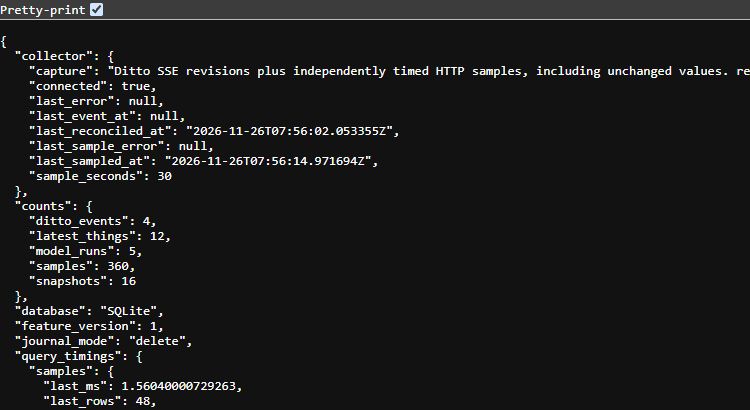 Pretty-print
{
"collector": {
"capture": "Ditto SSE revisions plus independently timed HTTP samples, including unchanged values. re
"connected": true,
"last_error": null,
"last_event_at": null,
"last_reconciled_at": "2026-11-26T07:56:02.053355Z",
"last_sample_error": null,
"last_sampled_at": "2026-11-26T07:56:14.971694Z",
"sample_seconds": 30
},
"counts": {
"ditto_events": 4,
"latest_things": 12,
"model_runs": 5,
"samples": 360,
"snapshots": 16
},
"database": "SQLite",
"feature_version": 1,
"journal_mode": "delete",
"query_timings": {
"samples": {
"last_ms": 1.56040000729263,
"last_rows": 48,